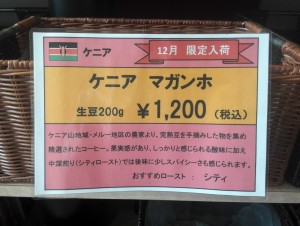 ケニア
12月 限定入荷
ケニア マガンホ
生豆200g ¥1,200 (税込)
ケニア山地域・メルー地区の農家より、完熟豆を手摘みした物を集め
精選されたコーヒー。果実感があり、しっかりと感じられる酸味に加え
中深煎り(シティロースト)では後味に少しスパイシーさも感じられます。
おすすめロースト : シティ